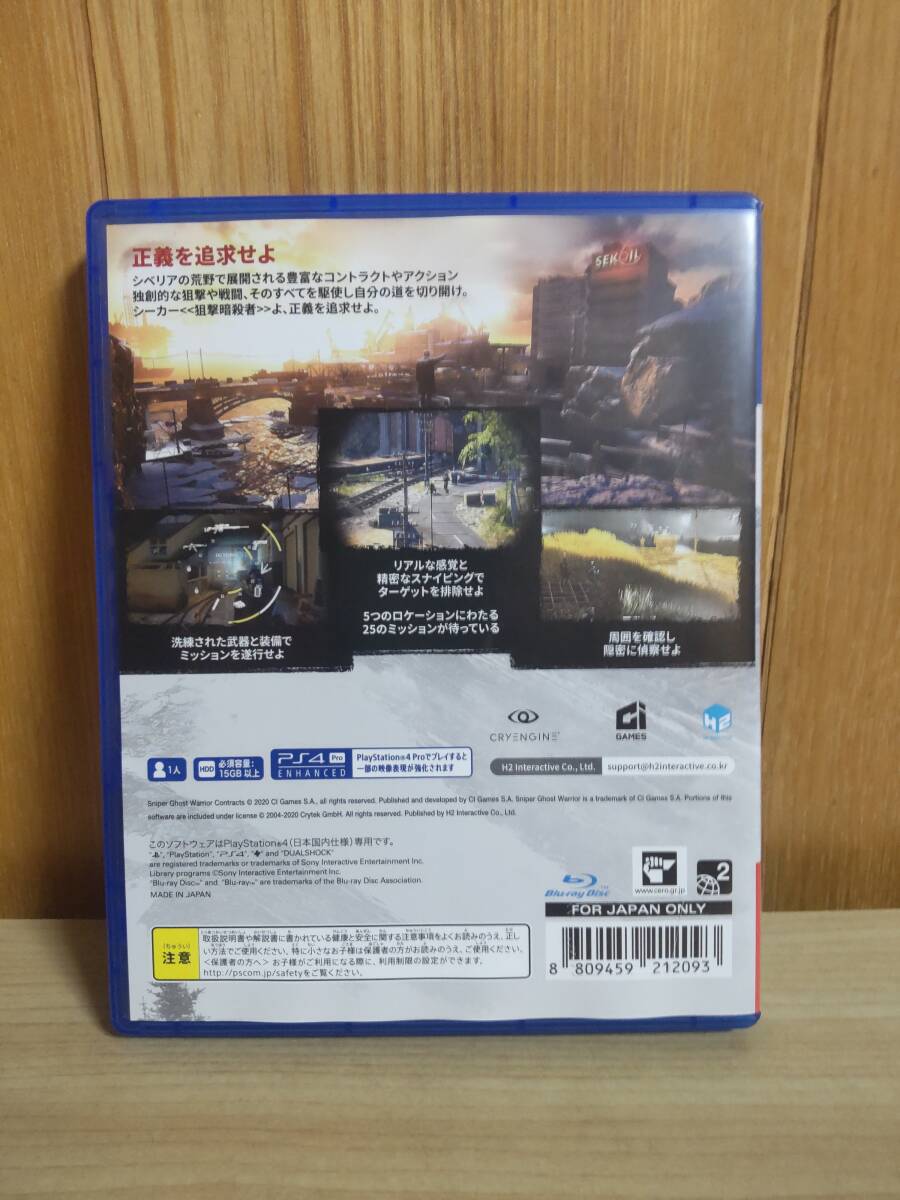 正義を追求せよ
シベリアの荒野で展開される豊富なコントラクトやアクション
独創的な狙撃や戦闘、そのすべてを駆使し自分の道を切り開け。
シーカー<<狙撃暗殺者>>よ、正義を追求せよ。
SEKOIL
リアルな感覚と
精密なスナイピングで
ターゲットを排除せよ
5つのロケーションにわたる
25のミッションが待っている
洗練された武器と装備で
ミッションを遂行せよ
周囲を確認し
隠密に偵察せよ
CRYENGINE
CI
GAMES
H2
1人
HDD
必須容量:
15GB 以上
PS4 Pro
ENHANCED
PlayStation®4 Proでプレイすると
一部の映像表現が強化されます
H2 Interactive Co., Ltd.
support@h2interactive.co.kr
Sniper Ghost Warrior Contracts © 2020 CI Games S.A., all rights reserved. Published and developed by CI Games S.A. Sniper Ghost Warrior is a trademark of CI Games S.A. Portions of this
software are included under license © 2004-2020 Crytek GmbH. All rights reserved. Published by H2 Interactive Co., Ltd.
このソフトウェアはPlayStation®4(日本国内仕様)専用です。
"PlayStation", "PS4", and "DUALSHOCK"
are registered trademarks or trademarks of Sony Interactive Entertainment Inc.
Library programs ©Sony Interactive Entertainment Inc.
"Blu-ray Disc™" and "Blu-ray™" are trademarks of the Blu-ray Disc Association.
MADE IN JAPAN
Blu-ray Disc
www.cero.gr.jp
2
FOR JAPAN ONLY
(ちゅうい)
注意
取扱説明書や解説書に書かれている健康と安全に関する注意事項をよくお読みのうえ、正し
い方法でご使用ください。特に小さなお子様は保護者の方がお読みのうえ、ご使用ください。
<保護者の方へ> お子様がご利用になる際に、利用制限の設定ができます。
http://pscom.jp/safetyをご覧ください。
8 809459 212093